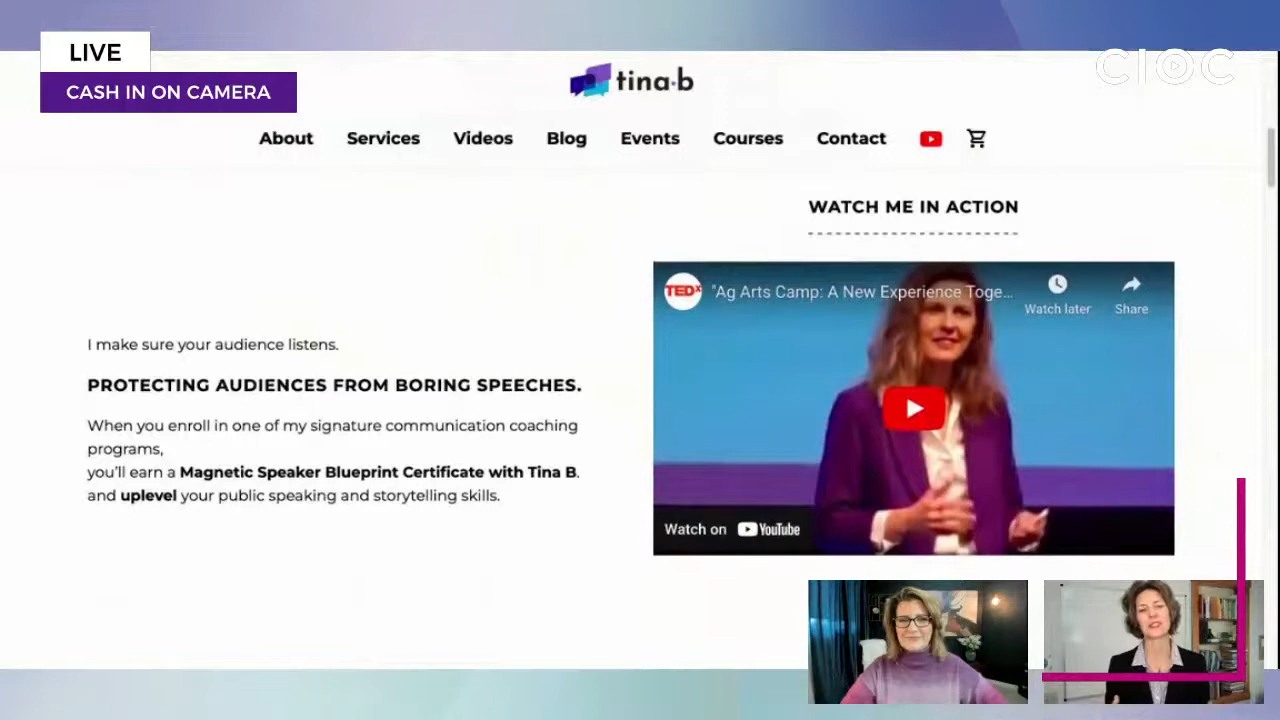 LIVE
CASH IN ON CAMERA
CIOC
tina·b
About Services Videos Blog Events Courses Contact
WATCH ME IN ACTION
TEDx "Ag Arts Camp: A New Experience Toge...
Watch later
Share
I make sure your audience listens.
PROTECTING AUDIENCES FROM BORING SPEECHES.
When you enroll in one of my signature communication coaching
programs,
you'll earn a Magnetic Speaker Blueprint Certificate with Tina B.
and uplevel your public speaking and storytelling skills.
Watch on YouTube